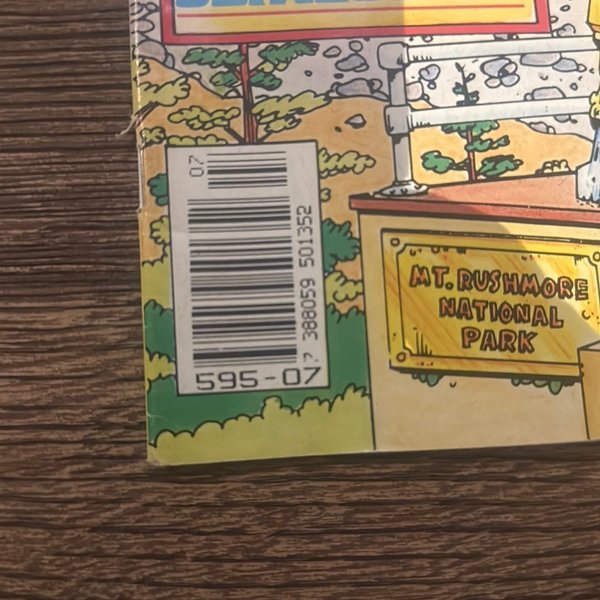 07
7 388059 501352
595-07
MT. RUSHMORE
NATIONAL
PARK